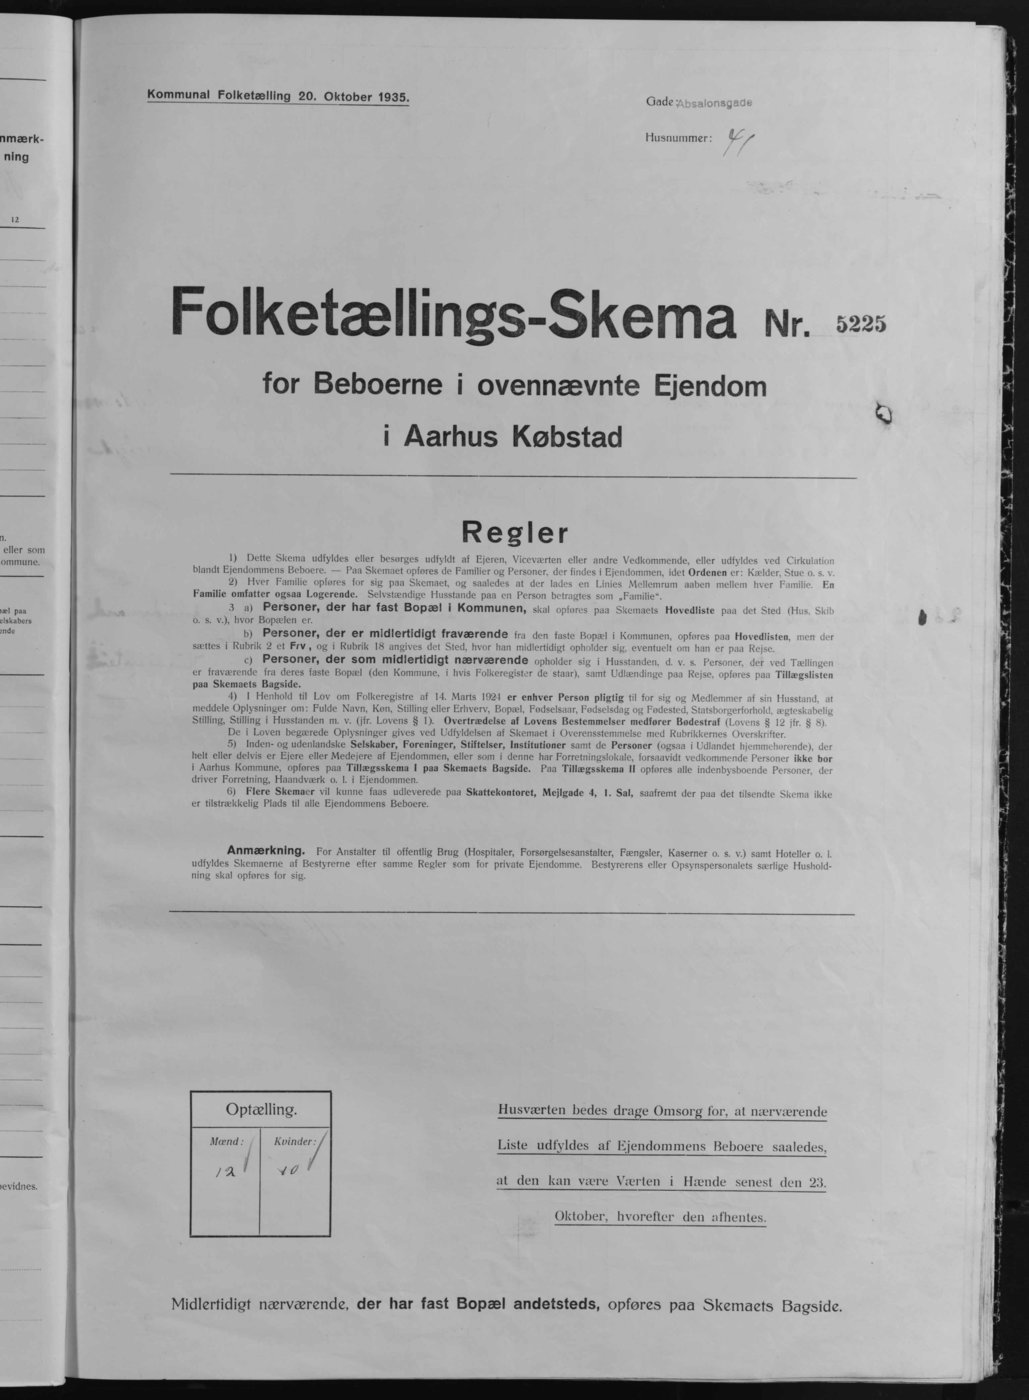 nmærk-
ning
12
n.
eller som
ommune.
pæl paa
elskabers
ende
evidnes.
Kommunal Folketælling 20. Oktober 1935.
Gade: Absalonsgade
Husnummer: 41
Folketællings-Skema Nr. 5225
for Beboerne i ovennævnte Ejendom
i Aarhus Købstad
Regler
1) Dette Skema udfyldes eller besørges udfyldt af Ejeren, Viceværten eller andre Vedkommende, eller udfyldes ved Cirkulation
blandt Ejendommens Beboere. — Paa Skemaet opføres de Familier og Personer, der findes i Ejendommen, idet Ordenen er: Kælder, Stue o. s. v.
2) Hver Familie opføres for sig paa Skemaet, og saaledes at der lades en Linies Mellemrum aaben mellem hver Familie. En
Familie omfatter ogsaa Logerende. Selvstændige Husstande paa en Person betragtes som „Familie“.
3 a) Personer, der har fast Bopæl i Kommunen, skal opføres paa Skemaets Hovedliste paa det Sted (Hus, Skib
o. s. v.), hvor Bopælen er.
b) Personer, der er midlertidigt fraværende fra den faste Bopæl i Kommunen, opføres paa Hovedlisten, men der
sættes i Rubrik 2 et Frv, og i Rubrik 18 angives det Sted, hvor han midlertidigt opholder sig, eventuelt om han er paa Rejse.
c) Personer, der som midlertidigt nærværende opholder sig i Husstanden, d. v. s. Personer, der ved Tællingen
er fraværende fra deres faste Bopæl (den Kommune, i hvis Folkeregister de staar), samt Udlændinge paa Rejse, opføres paa Tillægslisten
paa Skemaets Bagside.
4) I Henhold til Lov om Folkeregistre af 14. Marts 1924 er enhver Person pligtig til for sig og Medlemmer af sin Husstand, at
meddele Oplysninger om: Fulde Navn, Køn, Stilling eller Erhverv, Bopæl, Fødselsaar, Fødselsdag og Fødested, Statsborgerforhold, ægteskabelig
Stilling, Stilling i Husstanden m. v. (jfr. Lovens § 1). Overtrædelse af Lovens Bestemmelser medfører Bødestraf (Lovens § 12 jfr. § 8).
De i Loven begærede Oplysninger gives ved Udfyldelsen af Skemaet i Overensstemmelse med Rubrikkernes Overskrifter.
5) Inden- og udenlandske Selskaber, Foreninger, Stiftelser, Institutioner samt de Personer (ogsaa i Udlandet hjemmehørende), der
helt eller delvis er Ejere eller Medejere af Ejendommen, eller som i denne har Forretningslokale, forsaavidt vedkommende Personer ikke bor
i Aarhus Kommune, opføres paa Tillægsskema I paa Skemaets Bagside. Paa Tillægsskema II opføres alle indenbysboende Personer, der
driver Forretning, Haandværk o. l. i Ejendommen.
6) Flere Skemaer vil kunne faas udleverede paa Skattekontoret, Mejlgade 4, 1. Sal, saafremt der paa det tilsendte Skema ikke
er tilstrækkelig Plads til alle Ejendommens Beboere.
Anmærkning. For Anstalter til offentlig Brug (Hospitaler, Forsørgelsesanstalter, Fængsler, Kaserner o. s. v.) samt Hoteller o. l.
udfyldes Skemaerne af Bestyrerne efter samme Regler som for private Ejendomme. Bestyrerens eller Opsynspersonalets særlige Hushold-
ning skal opføres for sig.
Optælling.
Mænd: Kvinder:
12 10
Husværten bedes drage Omsorg for, at nærværende
Liste udfyldes af Ejendommens Beboere saaledes,
at den kan være Værten i Hænde senest den 23.
Oktober, hvorefter den afhentes.
Midlertidigt nærværende, der har fast Bopæl andetsteds, opføres paa Skemaets Bagside.